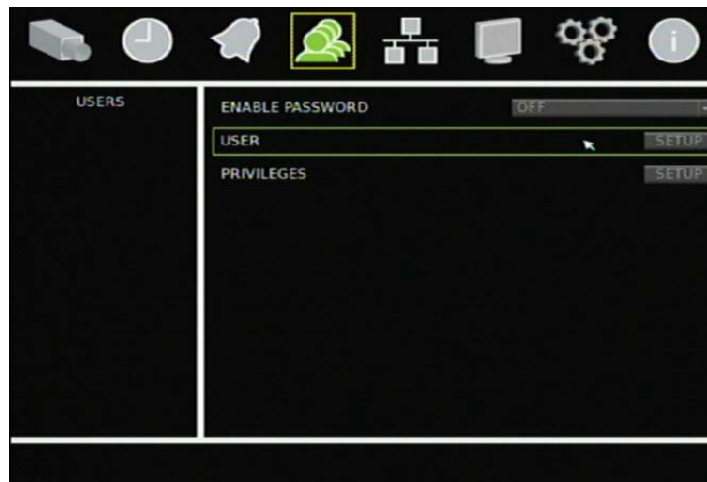 USERS
ENABLE PASSWORD OFF
USER SETUP
PRIVILEGES SETUP